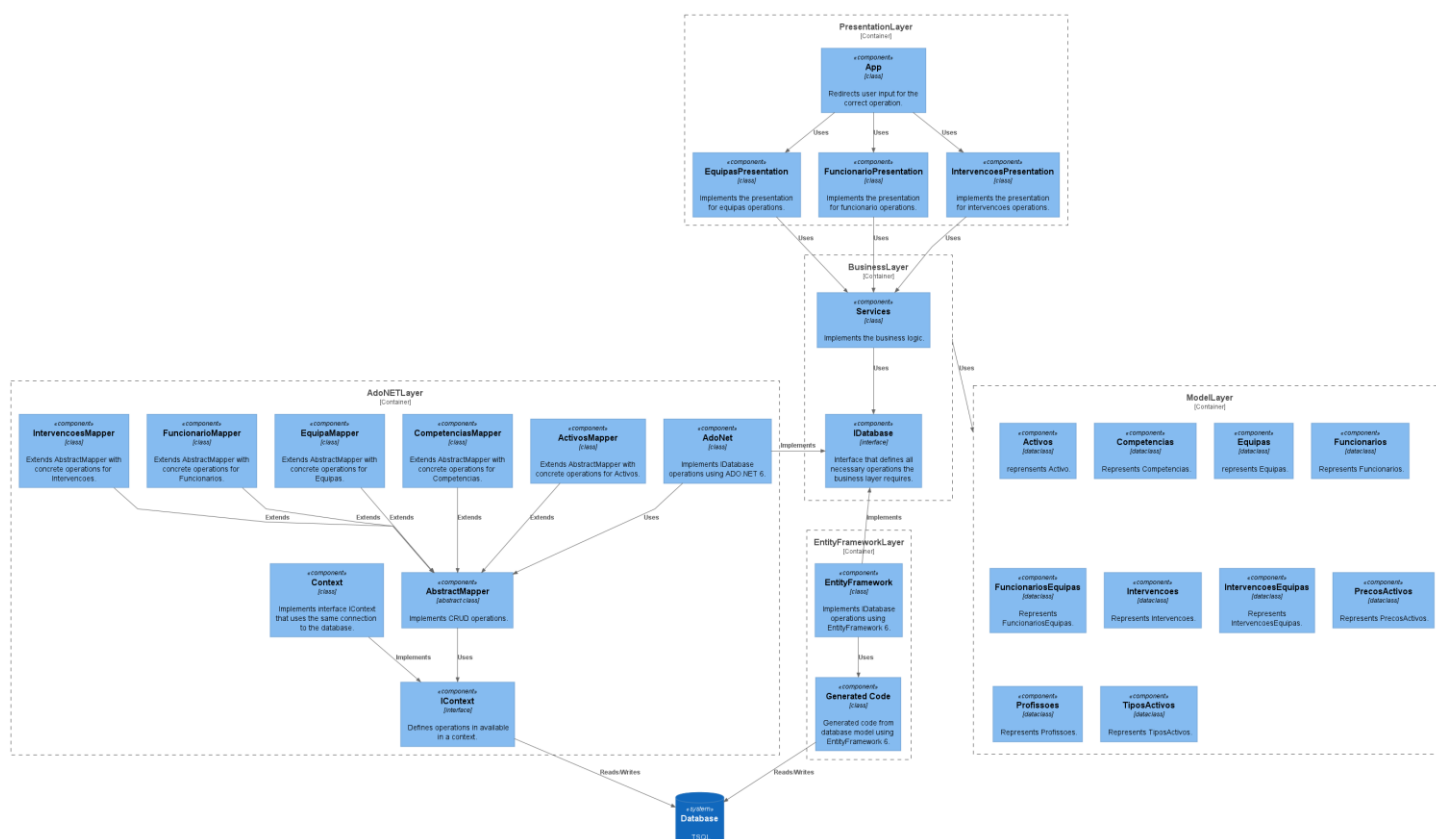 PresentationLayer
[Container]
«component»
App
[class]
Redirects user input for the
correct operation.
Uses
Uses
Uses
«component»
EquipasPresentation
[class]
Implements the presentation
for equipas operations.
«component»
FuncionarioPresentation
[class]
Implements the presentation
for funcionario operations.
«component»
IntervencoesPresentation
[class]
implements the presentation
for intervencoes operations.
Uses
Uses
Uses
BusinessLayer
[Container]
«component»
Services
[class]
Implements the business logic.
Uses
Uses
«component»
IDatabase
[interface]
Interface that defines all
necessary operations the
business layer requires.
Implements
Implements
AdoNETLayer
[Container]
«component»
IntervencoesMapper
[class]
Extends AbstractMapper with
concrete operations for
Intervencoes.
«component»
FuncionarioMapper
[class]
Extends AbstractMapper with
concrete operations for
Funcionarios.
«component»
EquipaMapper
[class]
Extends AbstractMapper with
concrete operations for
Equipas.
«component»
CompetenciasMapper
[class]
Extends AbstractMapper with
concrete operations for
Competencias.
«component»
ActivosMapper
[class]
Extends AbstractMapper with
concrete operations for Activos.
«component»
AdoNet
[class]
Implements IDatabase
operations using ADO.NET 6.
Extends
Extends
Extends
Extends
Extends
Uses
«component»
Context
[class]
Implements interface IContext
that uses the same connection
to the database.
«component»
AbstractMapper
[abstract class]
Implements CRUD operations.
Implements
Uses
«component»
IContext
[interface]
Defines operations in available
in a context.
EntityFrameworkLayer
[Container]
«component»
EntityFramework
[class]
Implements IDatabase
operations using
EntityFramework 6.
Uses
«component»
Generated Code
[class]
Generated code from
database model using
EntityFramework 6.
Reads/Writes
Reads/Writes
«system»
Database
TSQL
ModelLayer
[Container]
«component»
Activos
[dataclass]
reprensents Activo.
«component»
Competencias
[dataclass]
Represents Competencias.
«component»
Equipas
[dataclass]
represents Equipas.
«component»
Funcionarios
[dataclass]
Represents Funcionarios.
«component»
FuncionariosEquipas
[dataclass]
Represents
FuncionariosEquipas.
«component»
Intervencoes
[dataclass]
Represents Intervencoes.
«component»
IntervencoesEquipas
[dataclass]
Represents
IntervencoesEquipas.
«component»
PrecosActivos
[dataclass]
Represents PrecosActivos.
«component»
Profissoes
[dataclass]
Represents Profissoes.
«component»
TiposActivos
[dataclass]
Represents TiposActivos.